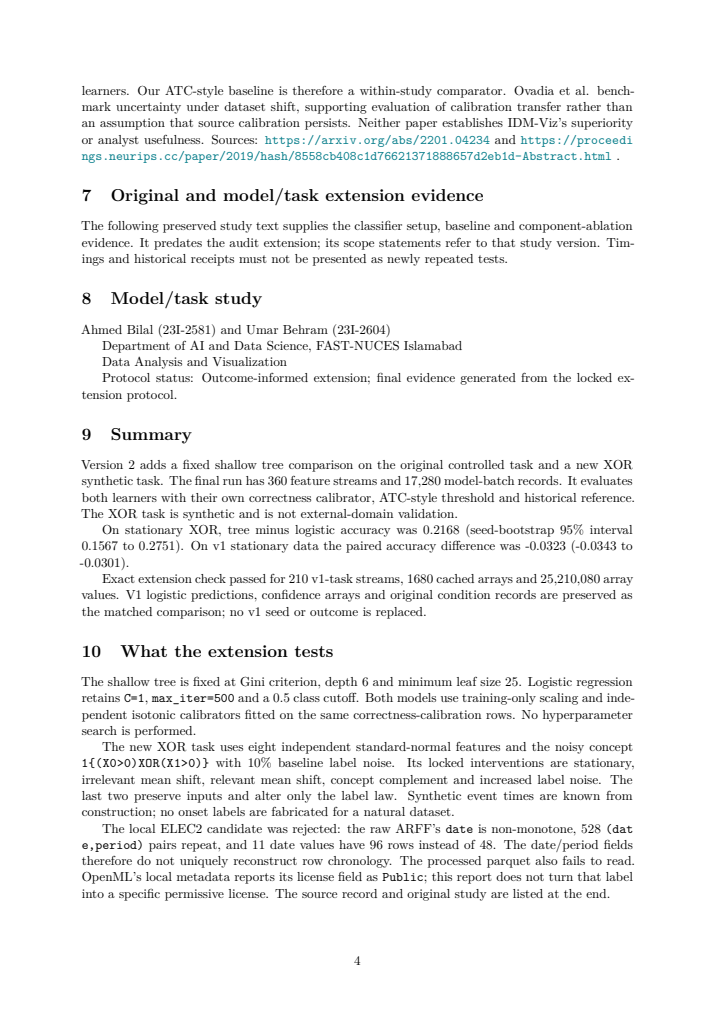 learners. Our ATC-style baseline is therefore a within-study comparator. Ovadia et al. bench-
mark uncertainty under dataset shift, supporting evaluation of calibration transfer rather than
an assumption that source calibration persists. Neither paper establishes IDM-Viz's superiority
or analyst usefulness. Sources: https://arxiv.org/abs/2201.04234 and https://proceedi
ngs.neurips.cc/paper/2019/hash/8558cb408c1d76621371888657d2eb1d-Abstract.html .
7 Original and model/task extension evidence
The following preserved study text supplies the classifier setup, baseline and component-ablation
evidence. It predates the audit extension; its scope statements refer to that study version. Tim-
ings and historical receipts must not be presented as newly repeated tests.
8 Model/task study
Ahmed Bilal (23I-2581) and Umar Behram (23I-2604)
Department of AI and Data Science, FAST-NUCES Islamabad
Data Analysis and Visualization
Protocol status: Outcome-informed extension; final evidence generated from the locked ex-
tension protocol.
9 Summary
Version 2 adds a fixed shallow tree comparison on the original controlled task and a new XOR
synthetic task. The final run has 360 feature streams and 17,280 model-batch records. It evaluates
both learners with their own correctness calibrator, ATC-style threshold and historical reference.
The XOR task is synthetic and is not external-domain validation.
On stationary XOR, tree minus logistic accuracy was 0.2168 (seed-bootstrap 95% interval
0.1567 to 0.2751). On v1 stationary data the paired accuracy difference was -0.0323 (-0.0343 to
-0.0301).
Exact extension check passed for 210 v1-task streams, 1680 cached arrays and 25,210,080 array
values. V1 logistic predictions, confidence arrays and original condition records are preserved as
the matched comparison; no v1 seed or outcome is replaced.
10 What the extension tests
The shallow tree is fixed at Gini criterion, depth 6 and minimum leaf size 25. Logistic regression
retains C=1, max_iter=500 and a 0.5 class cutoff. Both models use training-only scaling and inde-
pendent isotonic calibrators fitted on the same correctness-calibration rows. No hyperparameter
search is performed.
The new XOR task uses eight independent standard-normal features and the noisy concept
1{(X0>0)XOR(X1>0)} with 10% baseline label noise. Its locked interventions are stationary,
irrelevant mean shift, relevant mean shift, concept complement and increased label noise. The
last two preserve inputs and alter only the label law. Synthetic event times are known from
construction; no onset labels are fabricated for a natural dataset.
The local ELEC2 candidate was rejected: the raw ARFF's date is non-monotone, 528 (dat
e,period) pairs repeat, and 11 date values have 96 rows instead of 48. The date/period fields
therefore do not uniquely reconstruct row chronology. The processed parquet also fails to read.
OpenML's local metadata reports its license field as Public; this report does not turn that label
into a specific permissive license. The source record and original study are listed at the end.
4